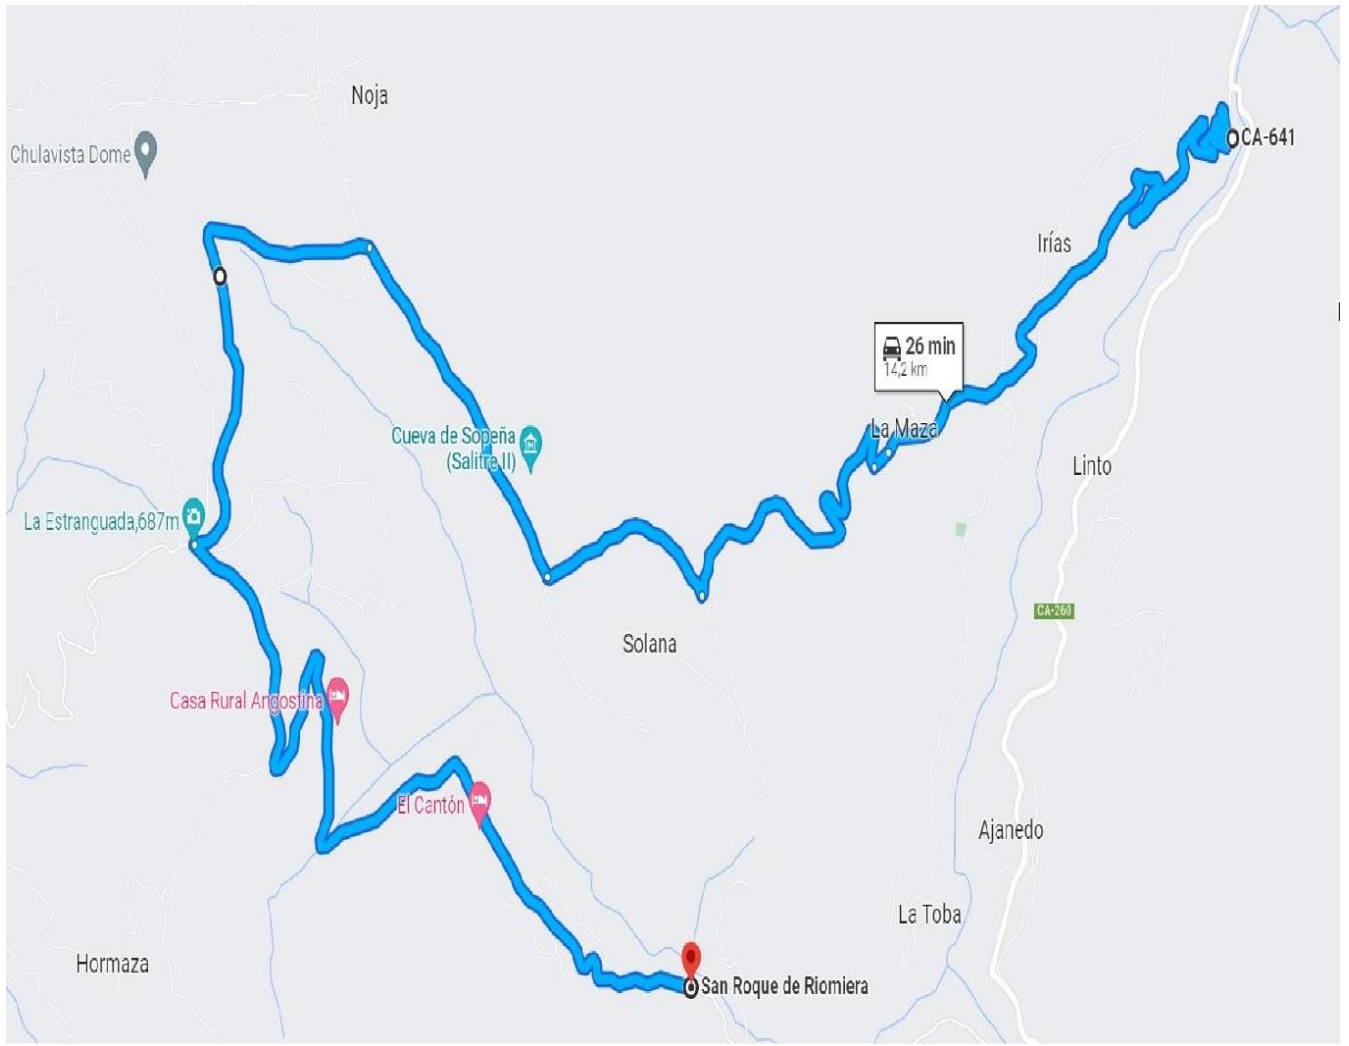 Noja
CA-641
Chulavista Dome
Irías
26 min
14,2 km
La Maza
Cueva de Sopeña
(Salitre II)
Linto
La Estranguada,687m
CA-260
Solana
Casa Rural Angostina
El Cantón
Ajanedo
La Toba
Hormaza
San Roque de Riomiera